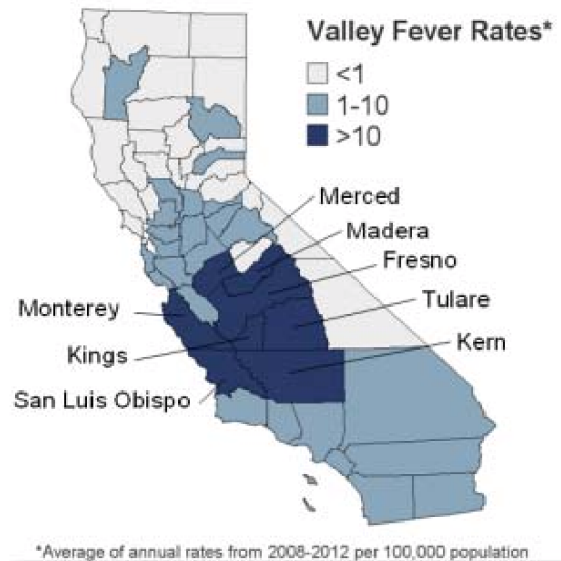 Valley Fever Rates*
<1
1-10
>10
Merced
Madera
Fresno
Monterey
Tulare
Kings
Kern
San Luis Obispo
*Average of annual rates from 2008-2012 per 100,000 population